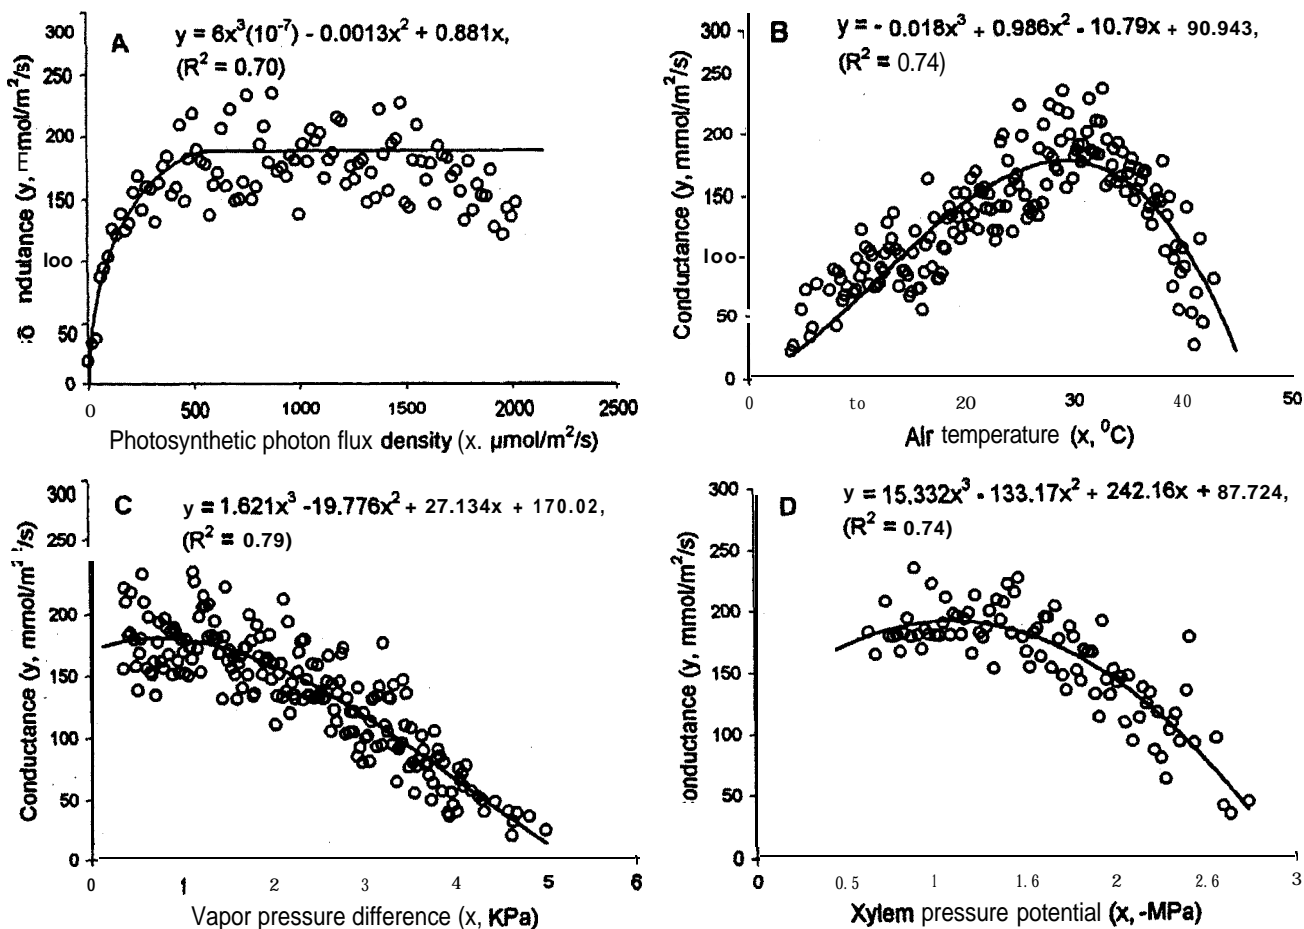 A
y = 6x³(10⁻⁷) - 0.0013x² + 0.881x,
(R² = 0.70)
300
250
200
150
100
50
0
0 500 1000 1500 2000 2500
Photosynthetic photon flux density (x. µmol/m²/s)
ndutance (y, mol/m²/s)
B
y = - 0.018x³ + 0.986x² - 10.79x + 90.943,
(R² = 0.74)
300
250
200
150
100
50
0
0 to 20 30 40 50
Air temperature (x, ⁰C)
Conductance (y, mmol/m²/s)
C
y = 1.621x³ -19.776x² + 27.134x + 170.02,
(R² = 0.79)
300
250
200
150
100
50
0
0 1 2 3 4 5 6
Vapor pressure difference (x, KPa)
Conductance (y, mmol/m²/s)
D
y = 15.332x³ - 133.17x² + 242.16x + 87.724,
(R² = 0.74)
300
250
200
150
100
50
0
0 0.5 1 1.6 2 2.6 3
Xylem pressure potential (x, -MPa)
onductance (y, mmol/m²/s)